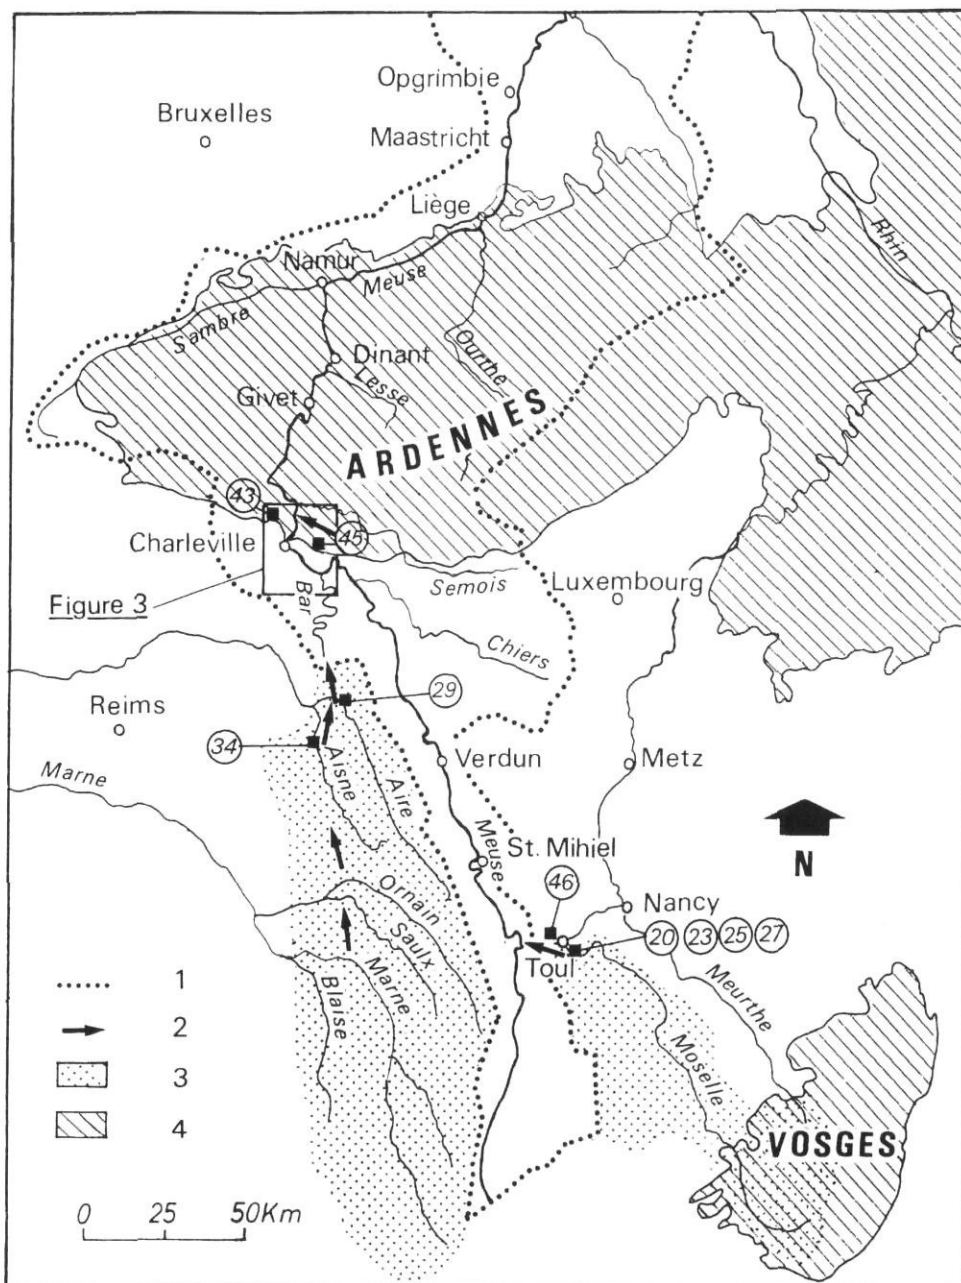 Opgrimbie
Bruxelles
Maastricht
Liège
Rhin
Namur
Meuse
Sambre
Dinant
Lesse
Ourthe
Givet
ARDENNES
43
45
Charleville
Semois
Luxembourg
Bar
Figure 3
Chiers
Reims
29
34
Verdun
Metz
Marne
Aisne
Aire
Meuse
St. Mihiel
N
46
Ornain
Nancy
20 23 25 27
Saulx
Toul
Marne
Meurthe
Blaise
Moselle
1
2
3
4
VOSGES
0 25 50Km